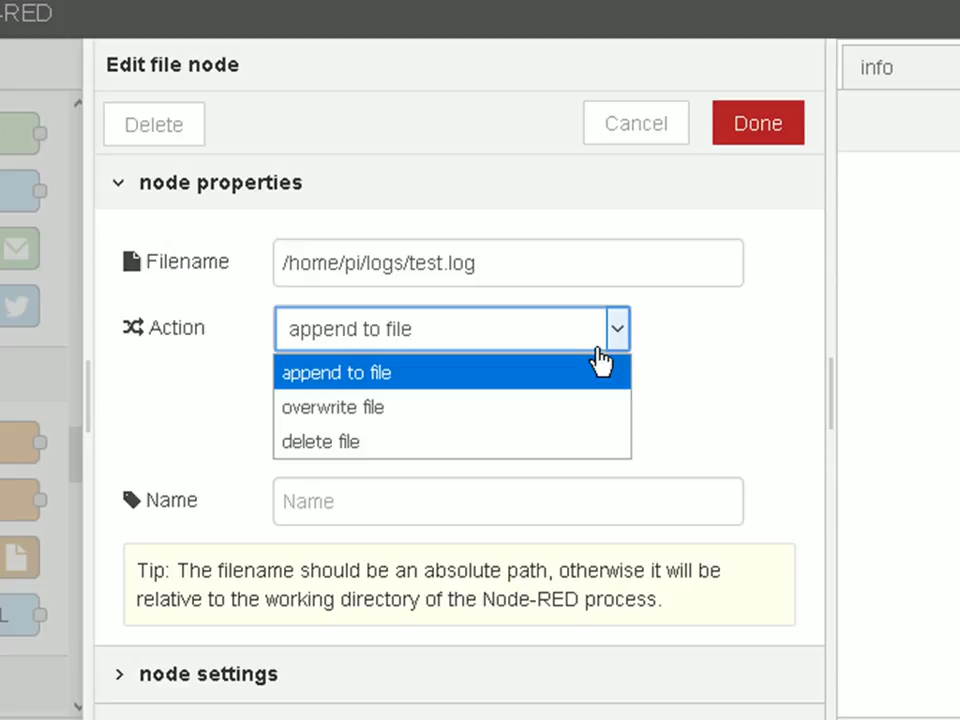 -RED
Edit file node
info
Delete
Cancel
Done
node properties
Filename
/home/pi/logs/test.log
Action
append to file
append to file
overwrite file
delete file
Name
Name
Tip: The filename should be an absolute path, otherwise it will be
relative to the working directory of the Node-RED process.
L
node settings